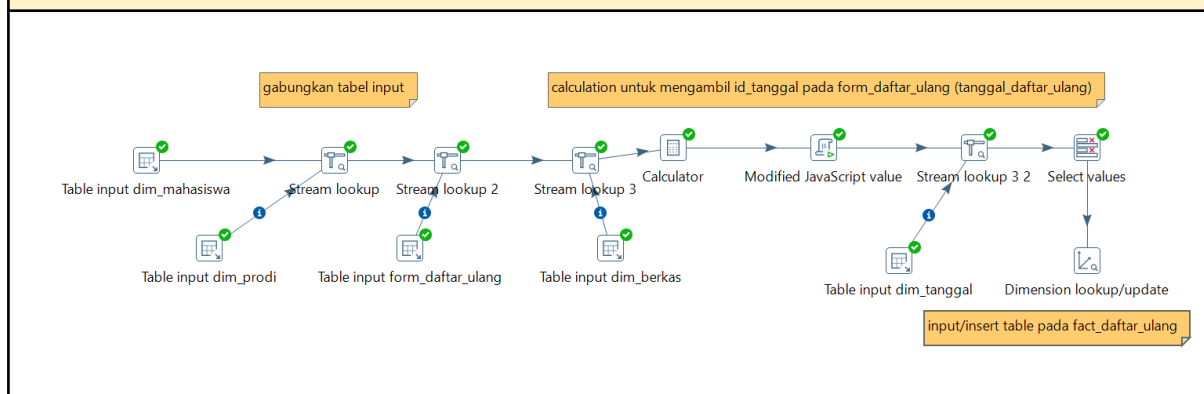 gabungkan tabel input
calculation untuk mengambil id_tanggal pada form_daftar_ulang (tanggal_daftar_ulang)
Table input dim_mahasiswa
Stream lookup
Stream lookup 2
Stream lookup 3
Calculator
Modified JavaScript value
Stream lookup 3 2
Select values
Table input dim_prodi
Table input form_daftar_ulang
Table input dim_berkas
Table input dim_tanggal
Dimension lookup/update
input/insert table pada fact_daftar_ulang